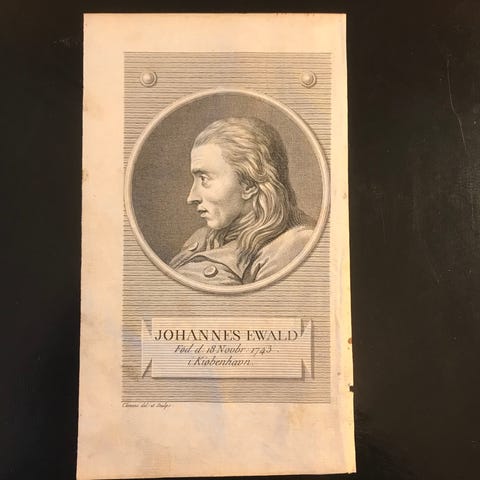 JOHANNES EWALD
Fød d. 18 Novbr. 1743
i Kiøbenhavn.
Clemens del: et Sculps: